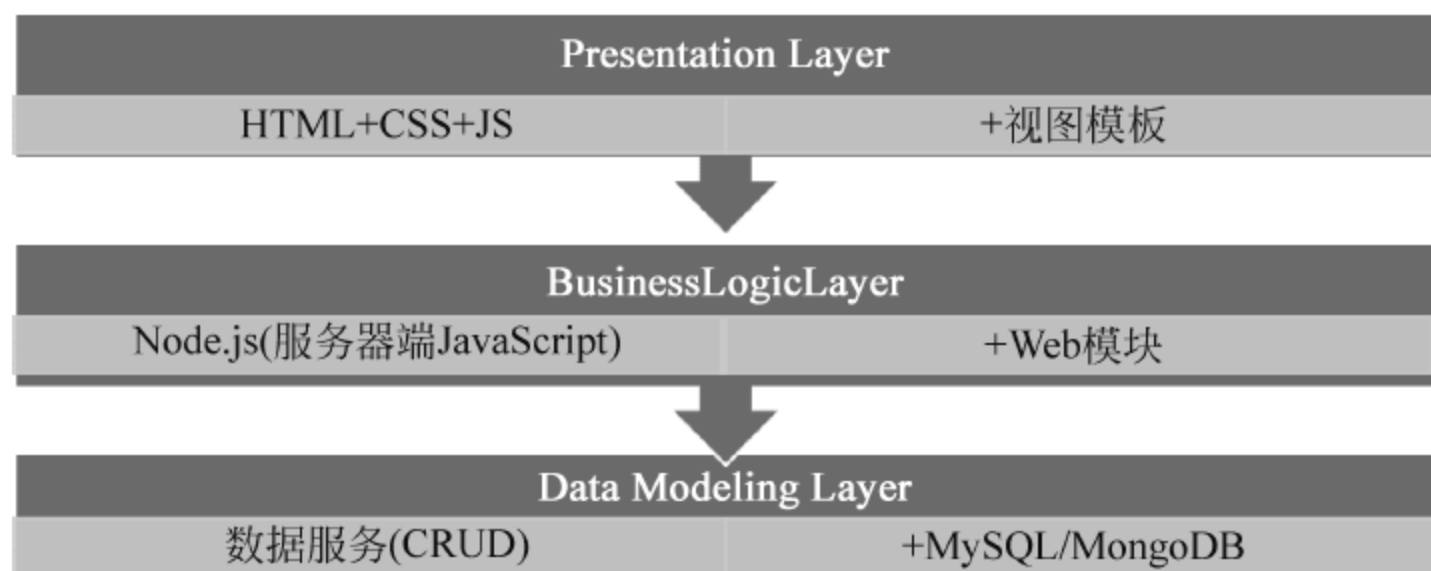 Presentation Layer
HTML+CSS+JS +视图模板
BusinessLogicLayer
Node.js(服务器端JavaScript) +Web模块
Data Modeling Layer
数据服务(CRUD) +MySQL/MongoDB